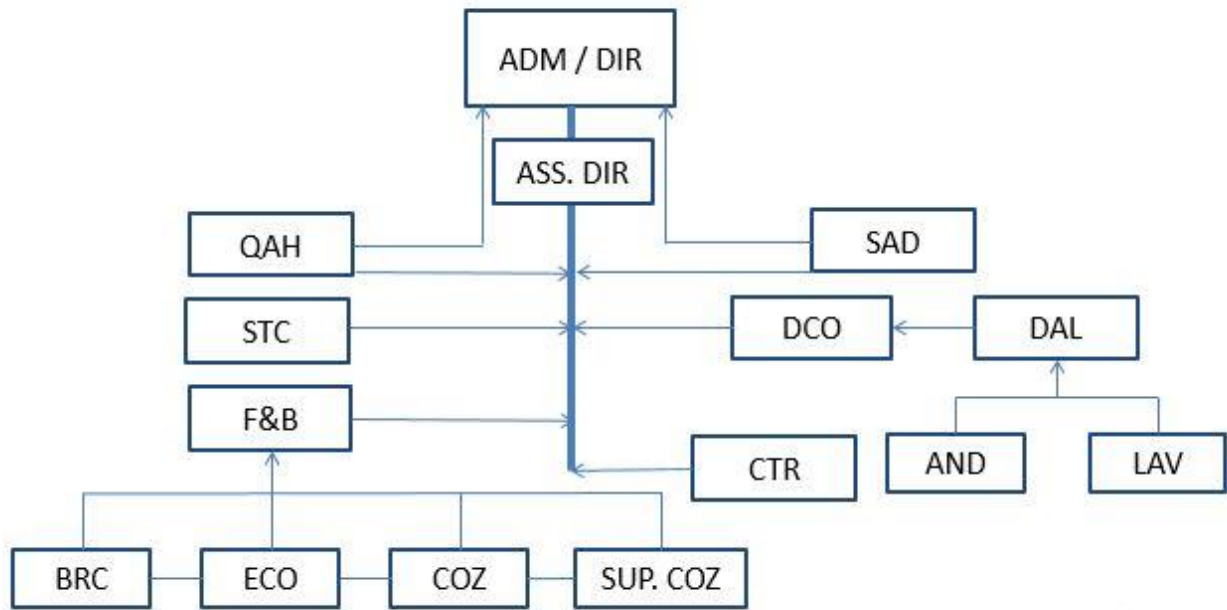 ADM / DIR
ASS. DIR
QAH
SAD
STC
DCO
DAL
F&B
CTR
AND
LAV
BRC
ECO
COZ
SUP. COZ